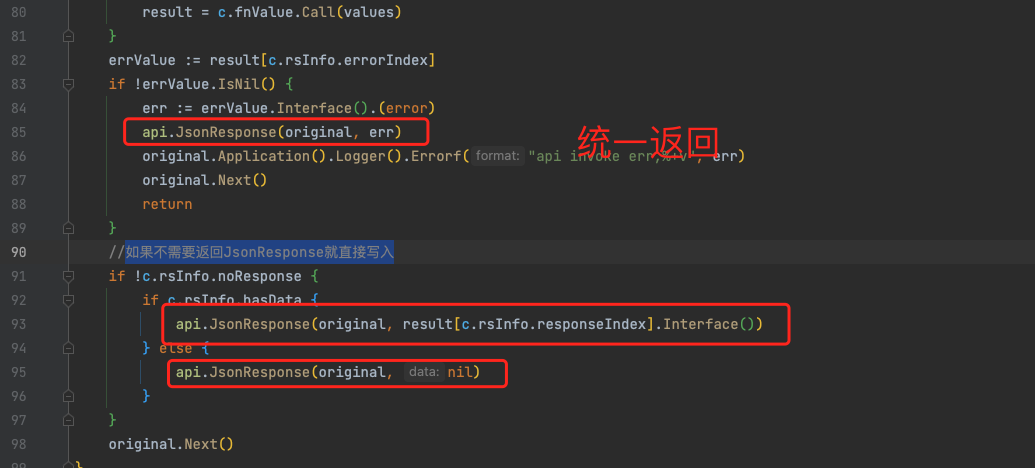 80 result = c.fnValue.Call(values)
81 }
82 errValue := result[c.rsInfo.errorIndex]
83 if !errValue.IsNil() {
84 err := errValue.Interface().(error)
85 api.JsonResponse(original, err)
统一返回
86 original.Application().Logger().Errorf( format: "api invoke err,%+v", err)
87 original.Next()
88 return
89 }
90 //如果不需要返回JsonResponse就直接写入
91 if !c.rsInfo.noResponse {
92 if c.rsInfo.hasData {
93 api.JsonResponse(original, result[c.rsInfo.responseIndex].Interface())
94 } else {
95 api.JsonResponse(original, data: nil)
96 }
97 }
98 original.Next()
99 }